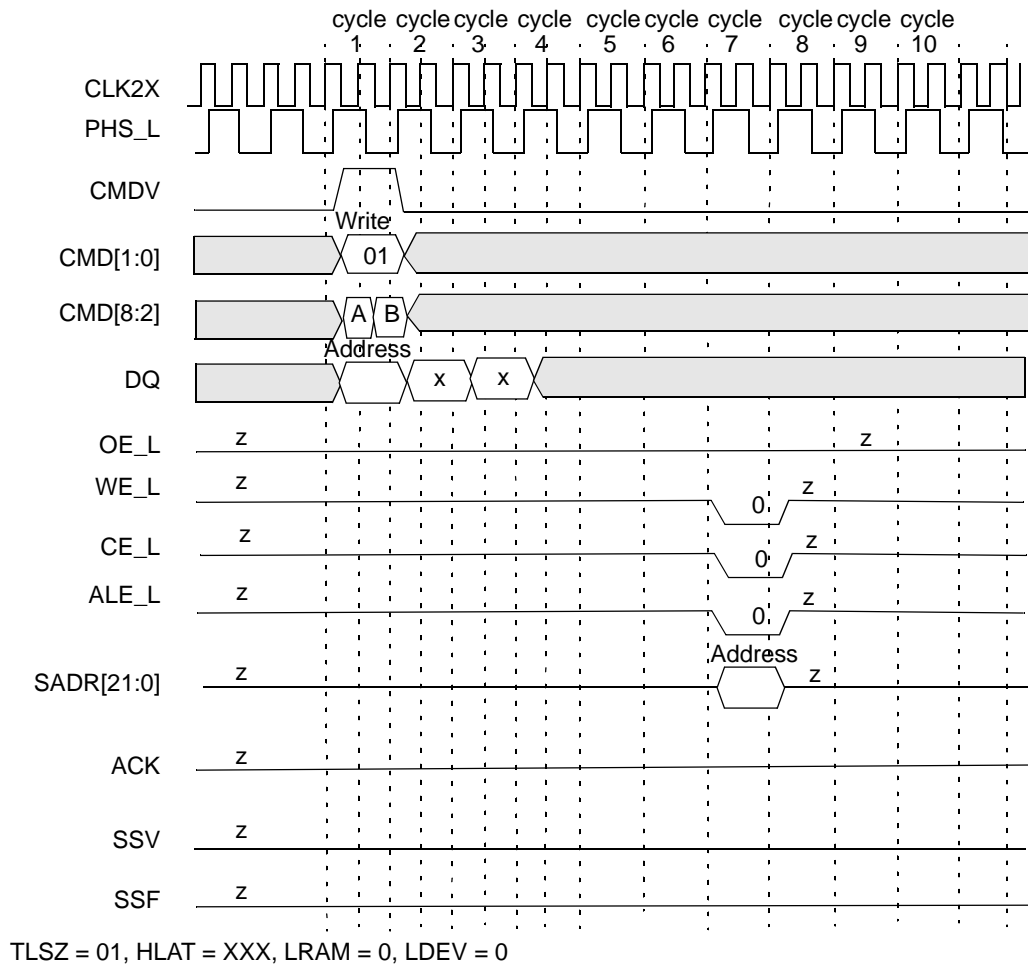 cycle cycle cycle cycle cycle cycle cycle cycle cycle cycle
1 2 3 4 5 6 7 8 9 10
CLK2X
PHS_L
CMDV
Write
CMD[1:0] 01
CMD[8:2] A B
Address
DQ x x
OE_L z z
WE_L z 0 z
CE_L z 0 z
ALE_L z 0 z
Address
SADR[21:0] z z
ACK z
SSV z
SSF z
TLSZ = 01, HLAT = XXX, LRAM = 0, LDEV = 0